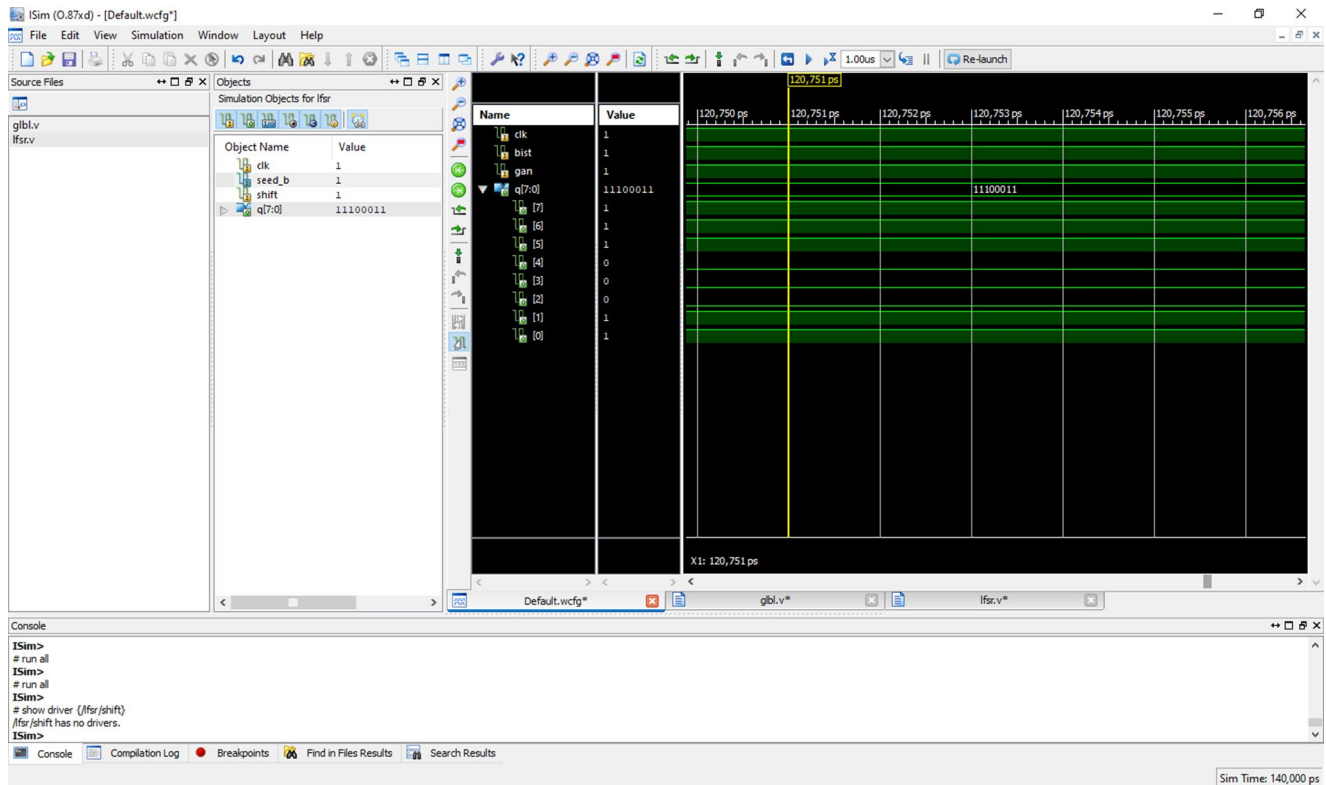 ISim (O.87xd) - [Default.wcfg*]
File Edit View Simulation Window Layout Help
1.00us Re-launch
Source Files
glbl.v
lfsr.v
Objects
Simulation Objects for lfsr
Object Name Value
clk 1
seed_b 1
shift 1
q[7:0] 11100011
Name Value
clk 1
bist 1
gan 1
q[7:0] 11100011
[7] 1
[6] 1
[5] 1
[4] 0
[3] 0
[2] 0
[1] 1
[0] 1
120,751 ps
120,750 ps 120,751 ps 120,752 ps 120,753 ps 120,754 ps 120,755 ps 120,756 ps
11100011
X1: 120,751 ps
Default.wcfg* glbl.v* lfsr.v*
Console
ISim>
# run all
ISim>
# run all
ISim>
# show driver {/lfsr/shift}
/lfsr/shift has no drivers.
ISim>
Console Compilation Log Breakpoints Find in Files Results Search Results
Sim Time: 140,000 ps